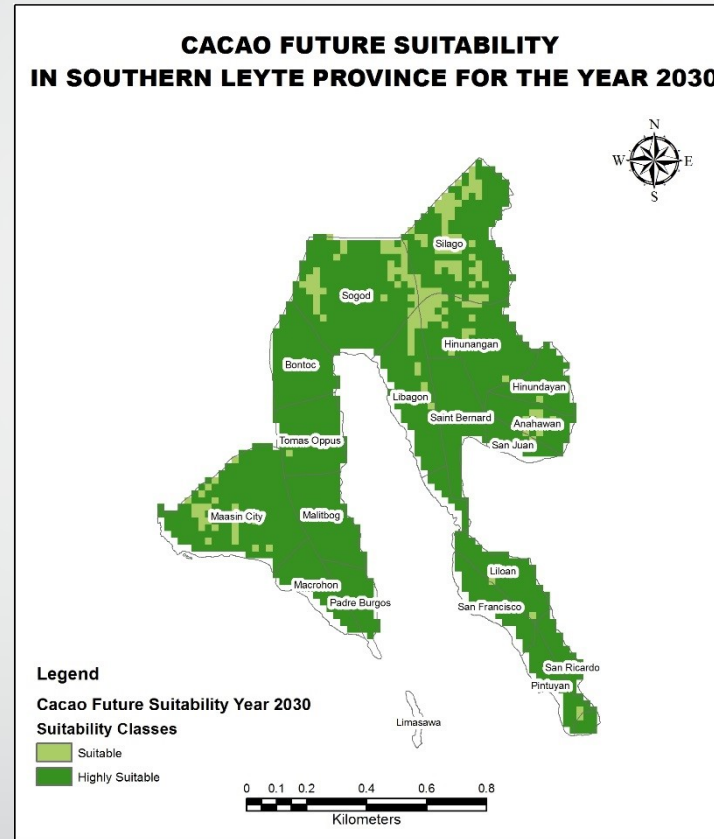 CACAO FUTURE SUITABILITY
IN SOUTHERN LEYTE PROVINCE FOR THE YEAR 2030
N
W E
S
Silago
Sogod
Hinunangan
Bontoc
Hinundayan
Libagon
Saint Bernard
Anahawan
Tomas Oppus
San Juan
Maasin City
Malitbog
Liloan
Macrohon
Padre Burgos
San Francisco
San Ricardo
Pintuyan
Limasawa
Legend
Cacao Future Suitability Year 2030
Suitability Classes
Suitable
Highly Suitable
0 0.1 0.2 0.4 0.6 0.8
Kilometers